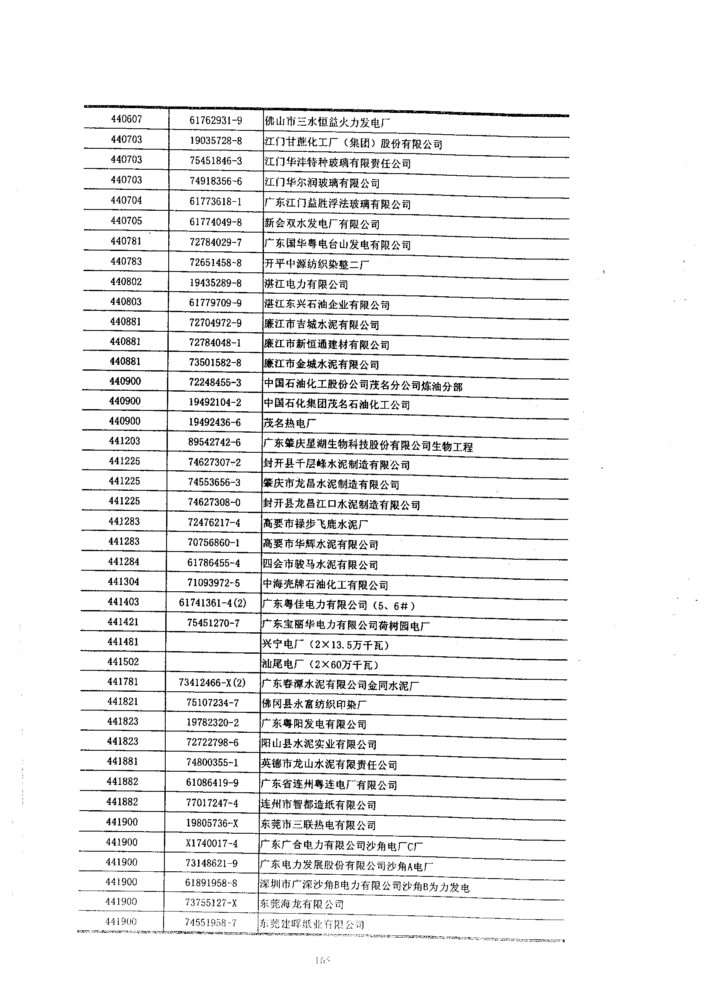 440607 61762931-9 佛山市三水恒益火力发电厂
440703 19035728-8 江门甘蔗化工厂（集团）股份有限公司
440703 75451846-3 江门华沣特种玻璃有限责任公司
440703 74918356-6 江门华尔润玻璃有限公司
440704 61773618-1 广东江门益胜浮法玻璃有限公司
440705 61774049-8 新会双水发电厂有限公司
440781 72784029-7 广东国华粤电台山发电有限公司
440783 72651458-8 开平中源纺织染整二厂
440802 19435289-8 湛江电力有限公司
440803 61779709-9 湛江东兴石油企业有限公司
440881 72704972-9 廉江市吉城水泥有限公司
440881 72784048-1 廉江市新恒通建材有限公司
440881 73501582-8 廉江市金城水泥有限公司
440900 72248455-3 中国石油化工股份公司茂名分公司炼油分部
440900 19492104-2 中国石化集团茂名石油化工公司
440900 19492436-6 茂名热电厂
441203 89542742-6 广东肇庆星湖生物科技股份有限公司生物工程
441225 74627307-2 封开县千层峰水泥制造有限公司
441225 74553656-3 肇庆市龙昌水泥制造有限公司
441225 74627308-0 封开县龙昌江口水泥制造有限公司
441283 72476217-4 高要市禄步飞鹿水泥厂
441283 70756860-1 高要市华辉水泥有限公司
441284 61786455-4 四会市骏马水泥有限公司
441304 71093972-5 中海壳牌石油化工有限公司
441403 61741361-4(2) 广东粤佳电力有限公司（5、6#）
441421 75451270-7 广东宝丽华电力有限公司荷树园电厂
441481 兴宁电厂（2×13.5万千瓦）
441502 汕尾电厂（2×60万千瓦）
441781 73412466-X(2) 广东春潭水泥有限公司金同水泥厂
441821 75107234-7 佛冈县永富纺织印染厂
441823 19782320-2 广东粤阳发电有限公司
441823 72722798-6 阳山县水泥实业有限公司
441881 74800355-1 英德市龙山水泥有限责任公司
441882 61086419-9 广东省连州粤连电厂有限公司
441882 77017247-4 连州市智都造纸有限公司
441900 19805736-X 东莞市三联热电有限公司
441900 X1740017-4 广东广合电力有限公司沙角电厂C厂
441900 73148621-9 广东电力发展股份有限公司沙角A电厂
441900 61891958-8 深圳市广深沙角B电力有限公司沙角B为力发电
441900 73755127-X 东莞海龙有限公司
441900 74551958-7 东莞建晖纸业有限公司
165